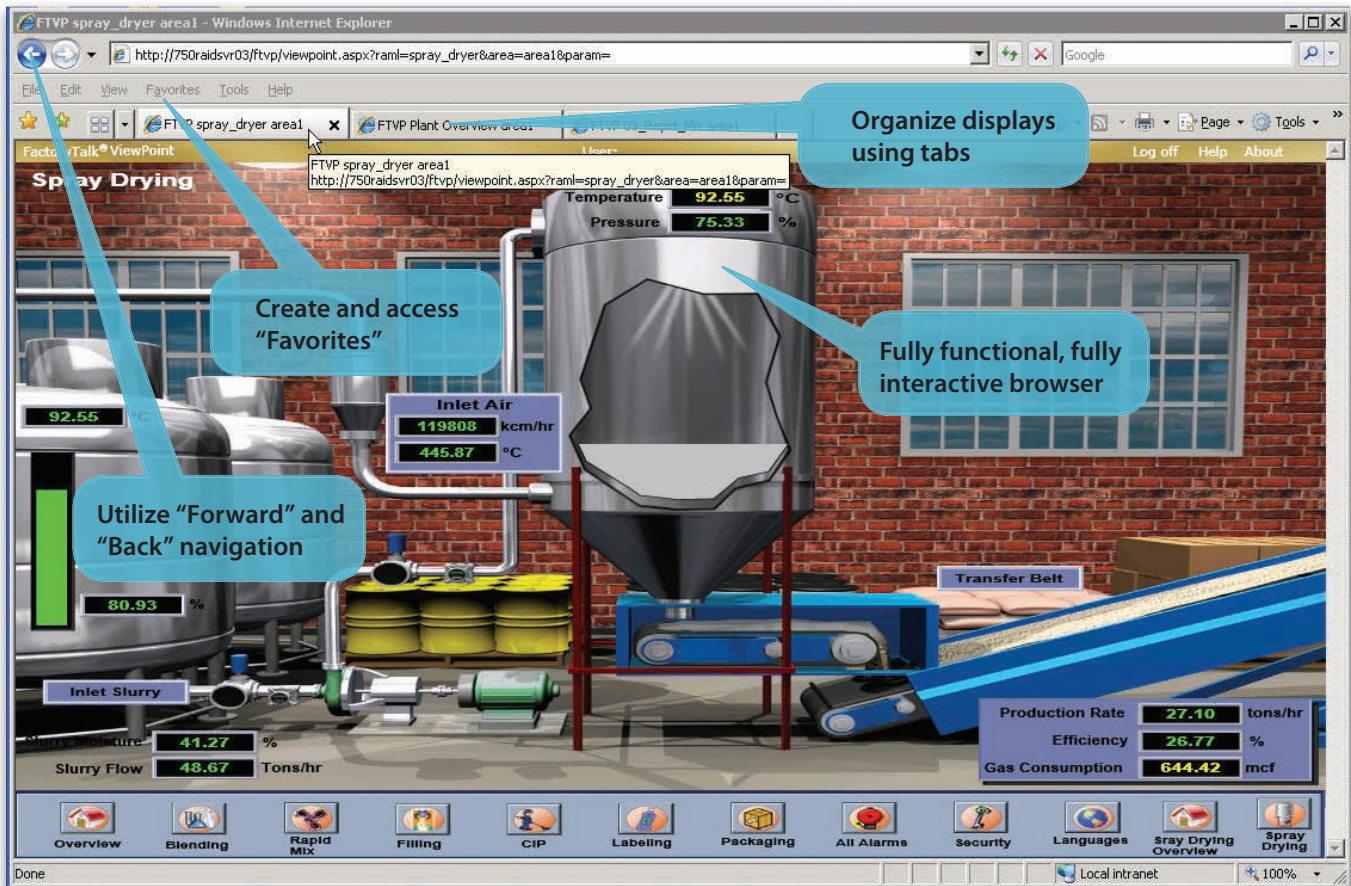 FTVP spray_dryer area1 - Windows Internet Explorer
http://750raidsvr03/ftvp/viewpoint.aspx?raml=spray_dryer&area=area1&param=
Google
File Edit View Favorites Tools Help
FTVP spray_dryer area1
FTVP Plant Overview area1
FTVP 03_Rapid_Mix area1
Page
Tools
Organize displays
using tabs
FactoryTalk® ViewPoint
User:
Log off Help About
FTVP spray_dryer area1
http://750raidsvr03/ftvp/viewpoint.aspx?raml=spray_dryer&area=area1&param=
Spray Drying
Temperature 92.55 °C
Pressure 75.33 %
Create and access
“Favorites”
Fully functional, fully
interactive browser
92.55 °C
Inlet Air
119808 kcm/hr
445.87 °C
Utilize “Forward” and
“Back” navigation
80.93 %
Transfer Belt
Inlet Slurry
Slurry Moisture 41.27 %
Slurry Flow 48.67 Tons/hr
Production Rate 27.10 tons/hr
Efficiency 26.77 %
Gas Consumption 644.42 mcf
Overview
Blending
Rapid
Mix
Filling
CIP
Labeling
Packaging
All Alarms
Security
Languages
Sray Drying
Overview
Spray
Drying
Done
Local intranet
100%